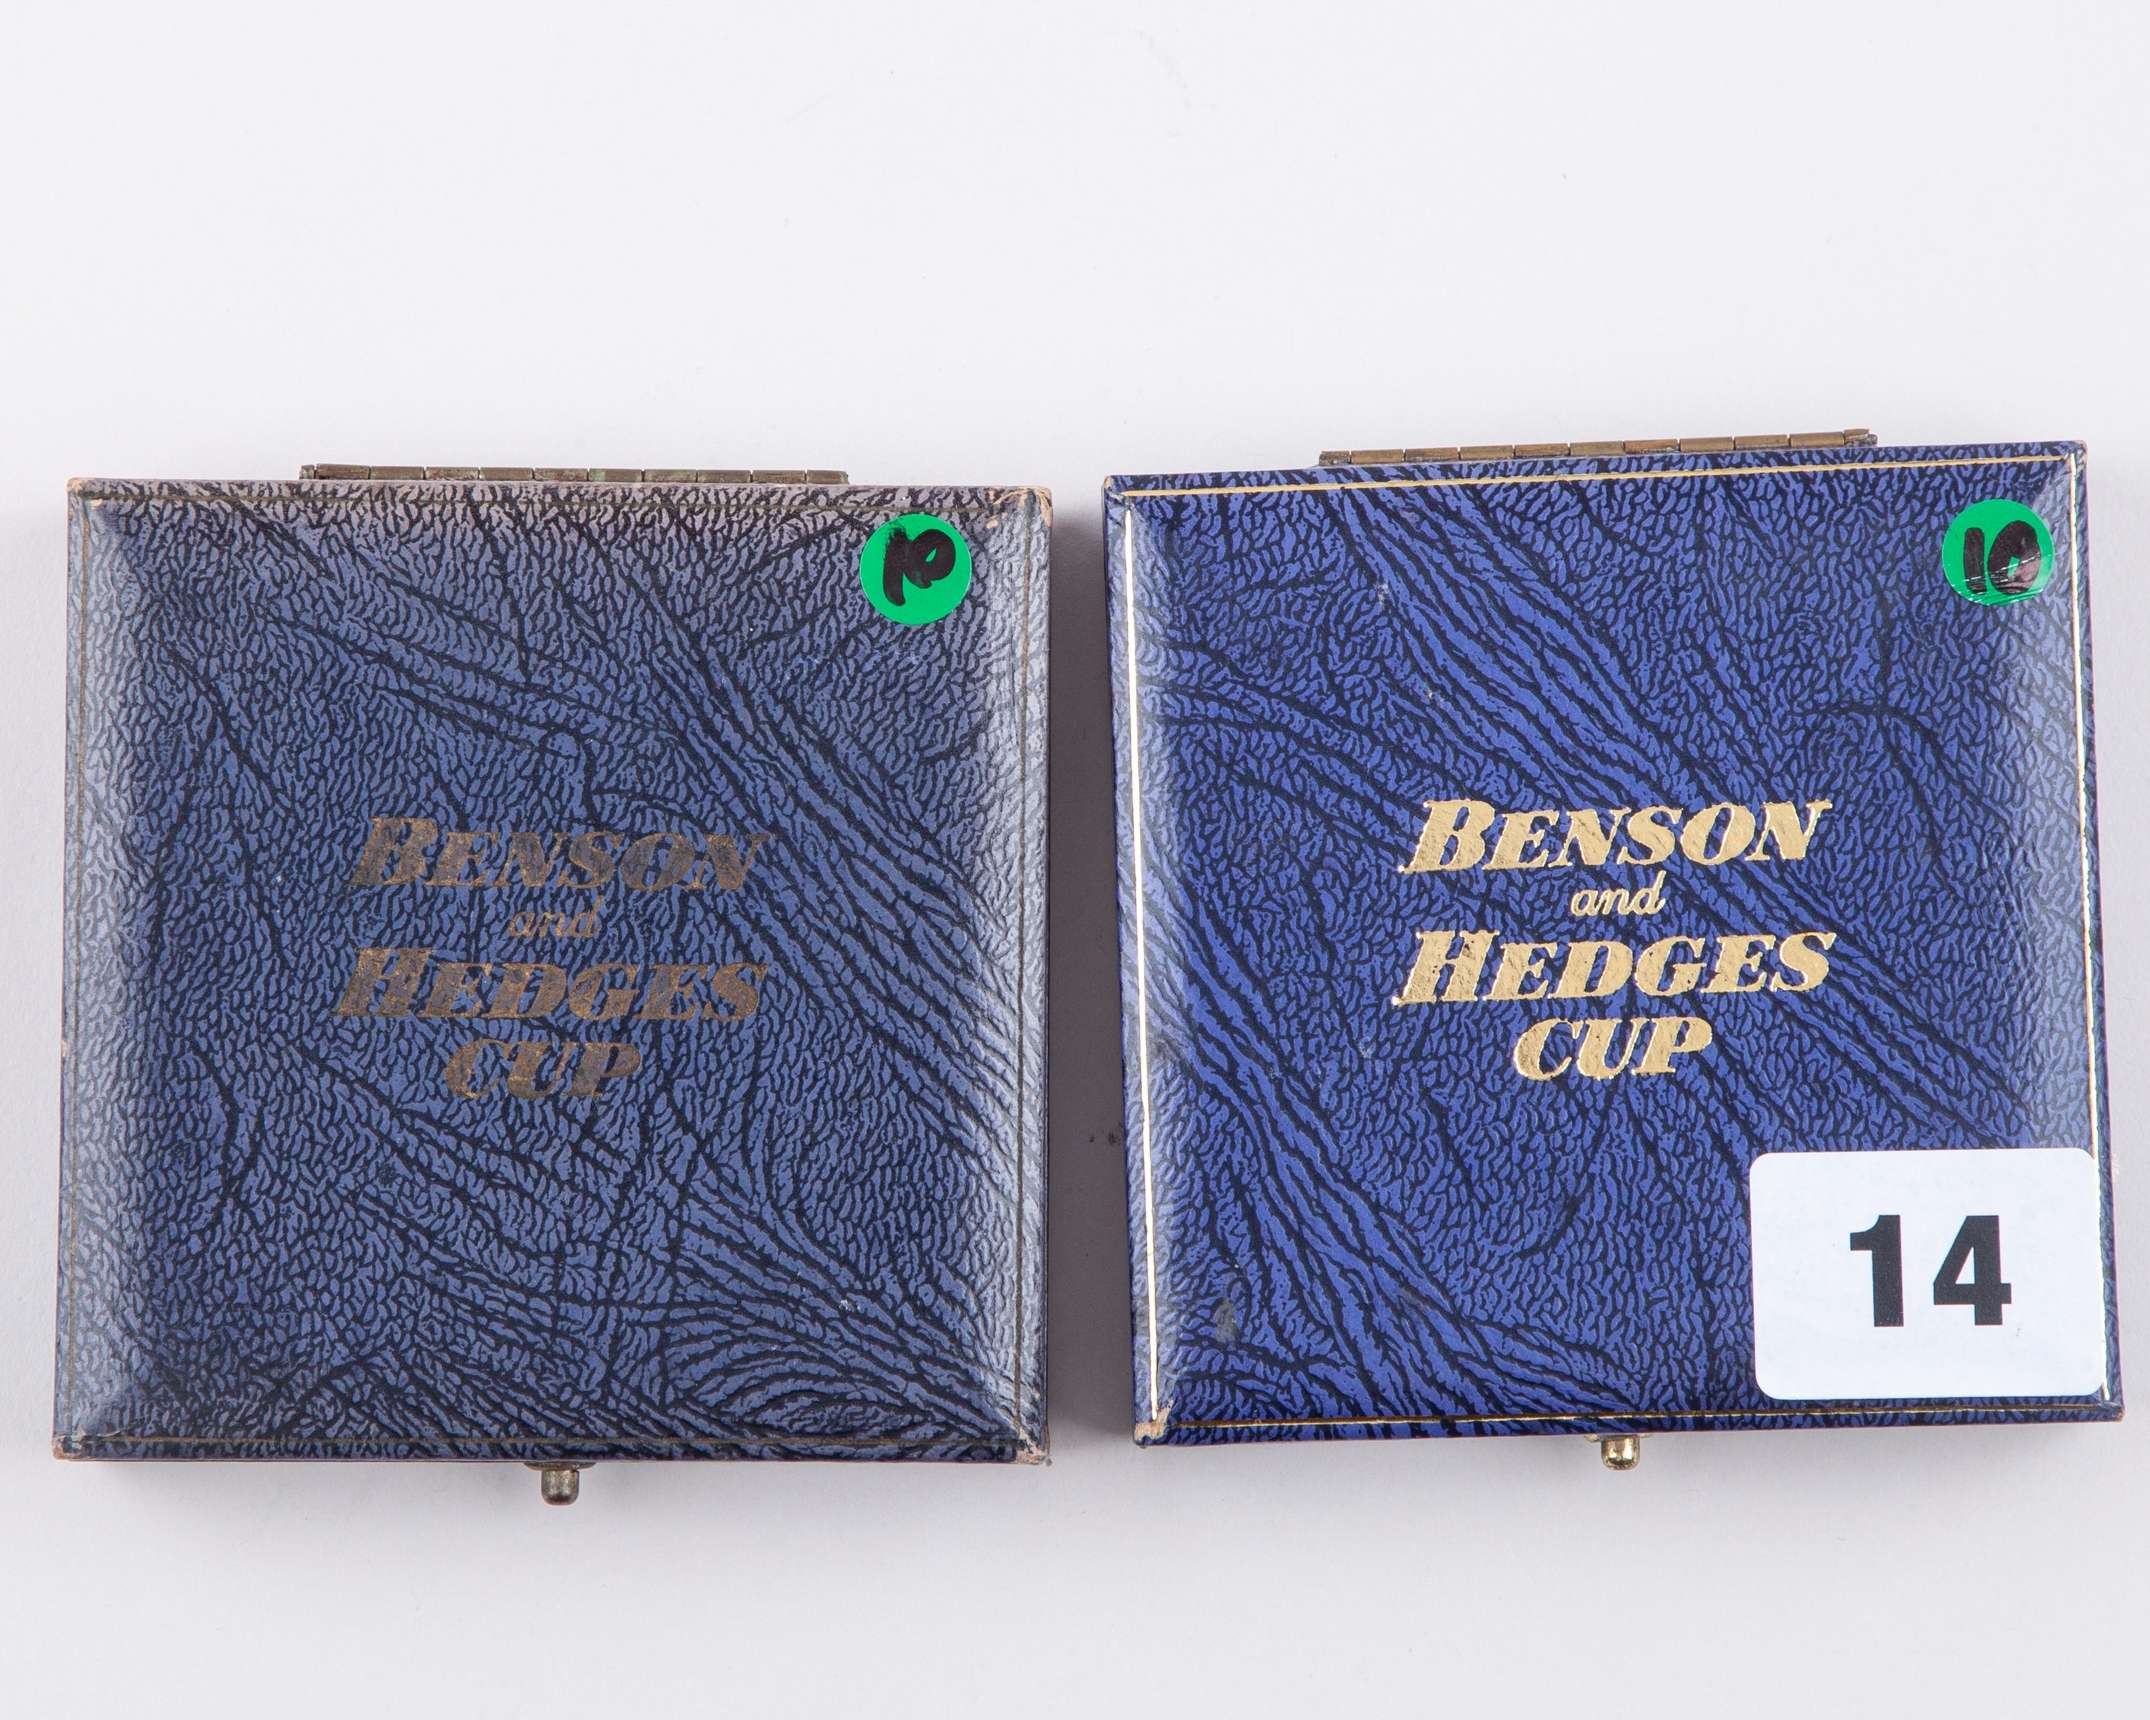 10
BENSON
and
HEDGES
CUP
10
BENSON
and
HEDGES
CUP
14